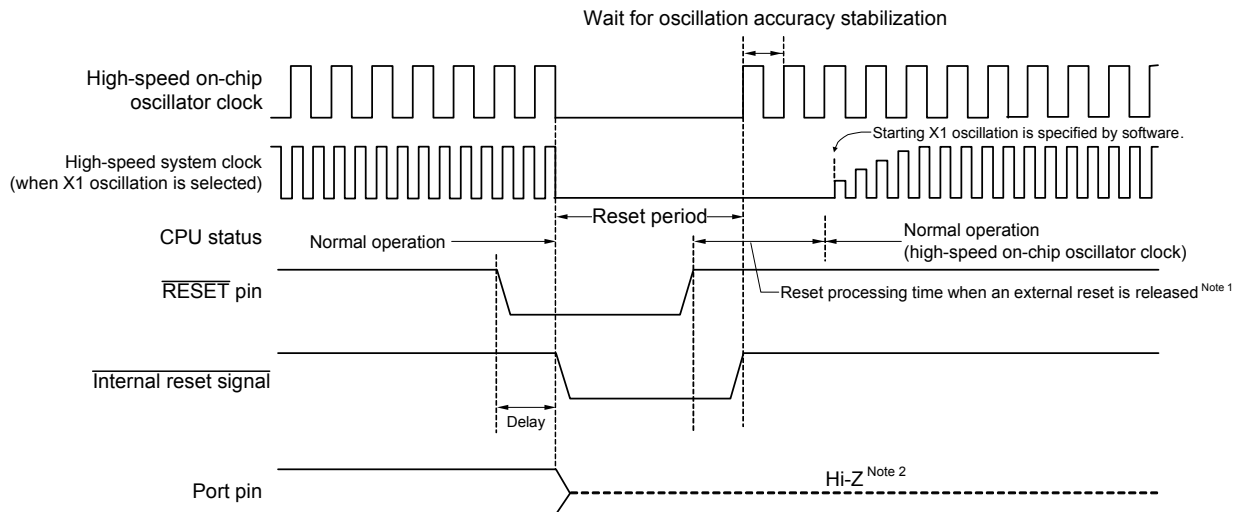 Wait for oscillation accuracy stabilization
High-speed on-chip
oscillator clock
Starting X1 oscillation is specified by software.
High-speed system clock
(when X1 oscillation is selected)
Reset period
CPU status
Normal operation
Normal operation
(high-speed on-chip oscillator clock)
RESET pin
Reset processing time when an external reset is released Note 1
Internal reset signal
Delay
Hi-Z Note 2
Port pin